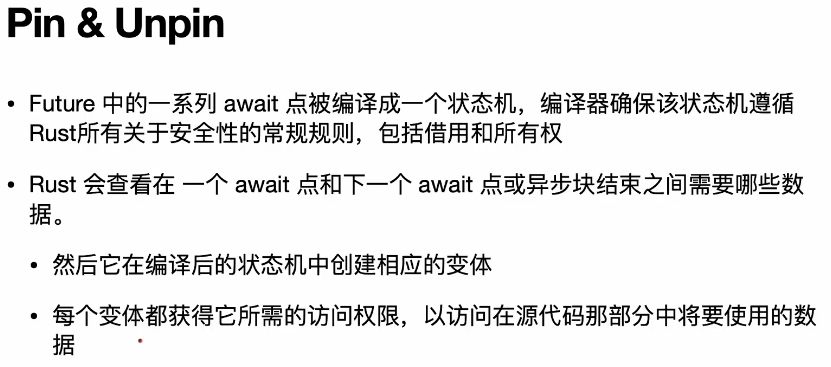 Pin & Unpin
• Future 中的一系列 await 点被编译成一个状态机，编译器确保该状态机遵循
Rust所有关于安全性的常规规则，包括借用和所有权
• Rust 会查看在 一个 await 点和下一个 await 点或异步块结束之间需要哪些数
据。
• 然后它在编译后的状态机中创建相应的变体
• 每个变体都获得它所需的访问权限，以访问在源代码那部分中将要使用的数
据